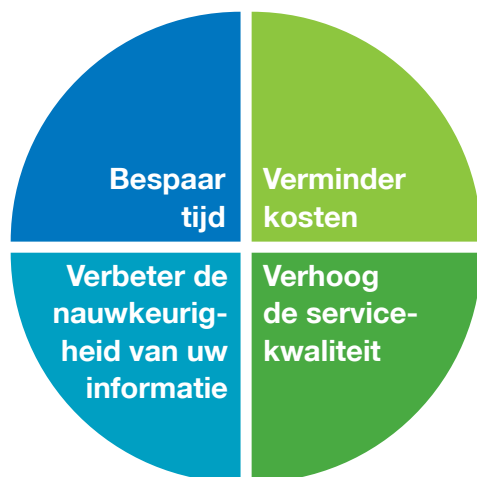 Bespaar
tijd
Verminder
kosten
Verbeter de
nauwkeurig-
heid van uw
informatie
Verhoog
de service-
kwaliteit